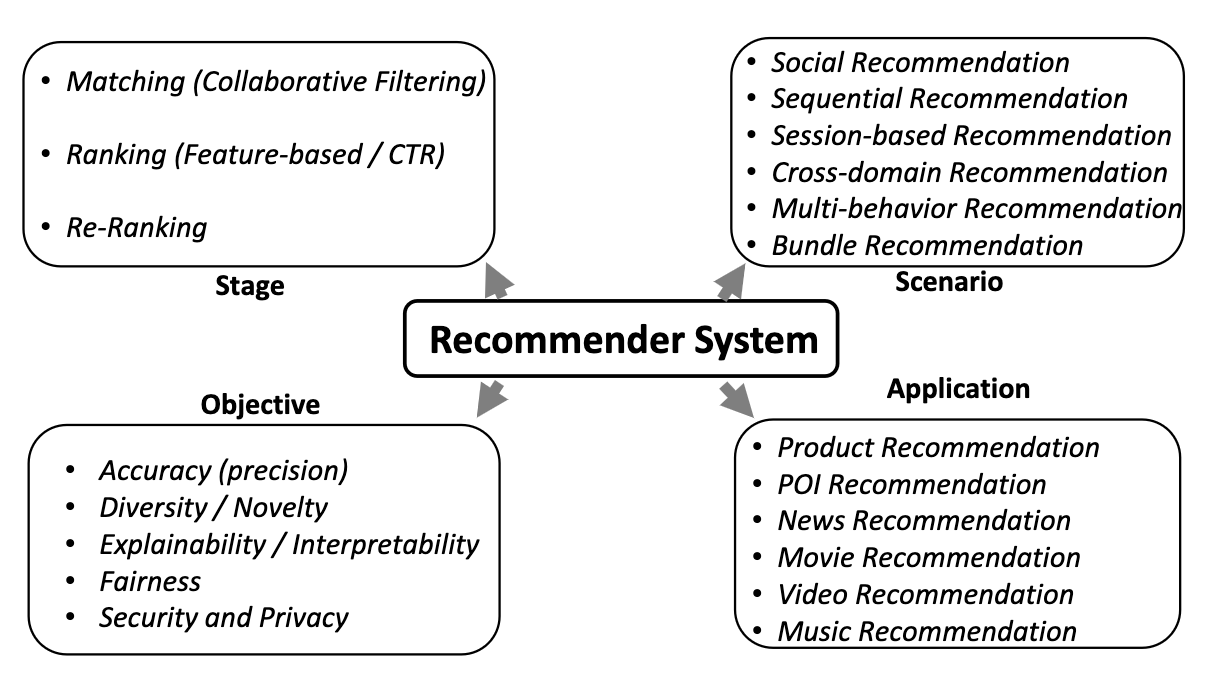 • Matching (Collaborative Filtering)
• Ranking (Feature-based / CTR)
• Re-Ranking
Stage
• Social Recommendation
• Sequential Recommendation
• Session-based Recommendation
• Cross-domain Recommendation
• Multi-behavior Recommendation
• Bundle Recommendation
Scenario
Recommender System
Objective
• Accuracy (precision)
• Diversity / Novelty
• Explainability / Interpretability
• Fairness
• Security and Privacy
Application
• Product Recommendation
• POI Recommendation
• News Recommendation
• Movie Recommendation
• Video Recommendation
• Music Recommendation